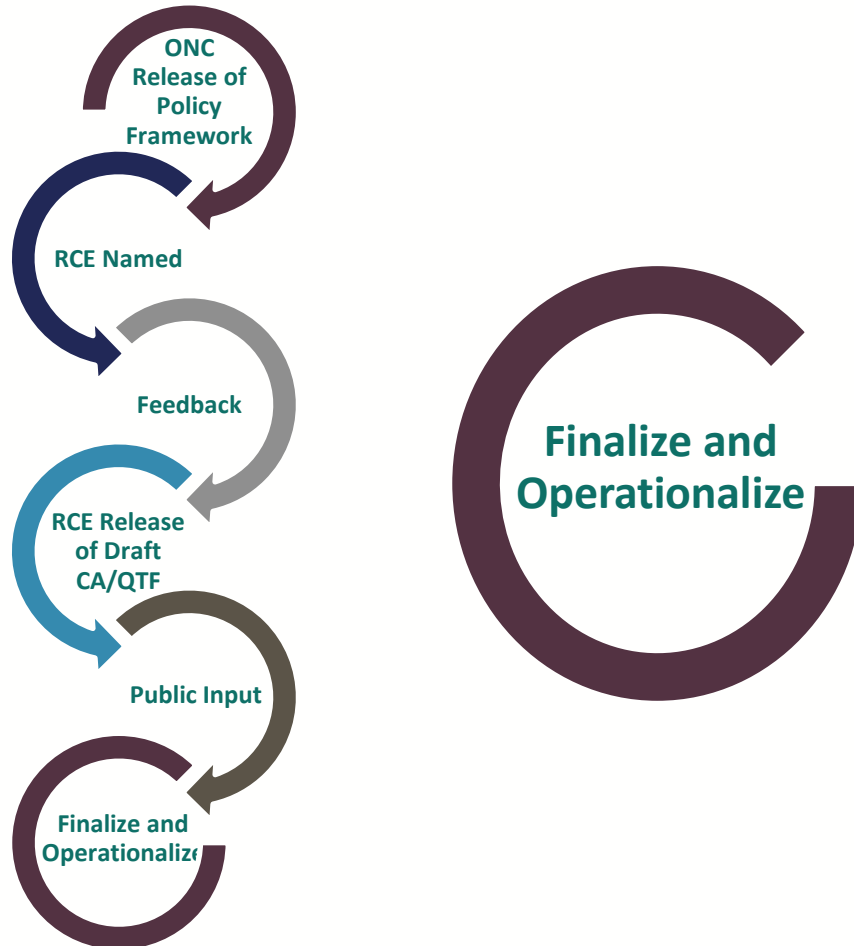 ONC
Release of
Policy
Framework
RCE Named
Feedback
RCE Release
of Draft
CA/QTF
Public Input
Finalize and
Operationalize
Finalize and
Operationalize